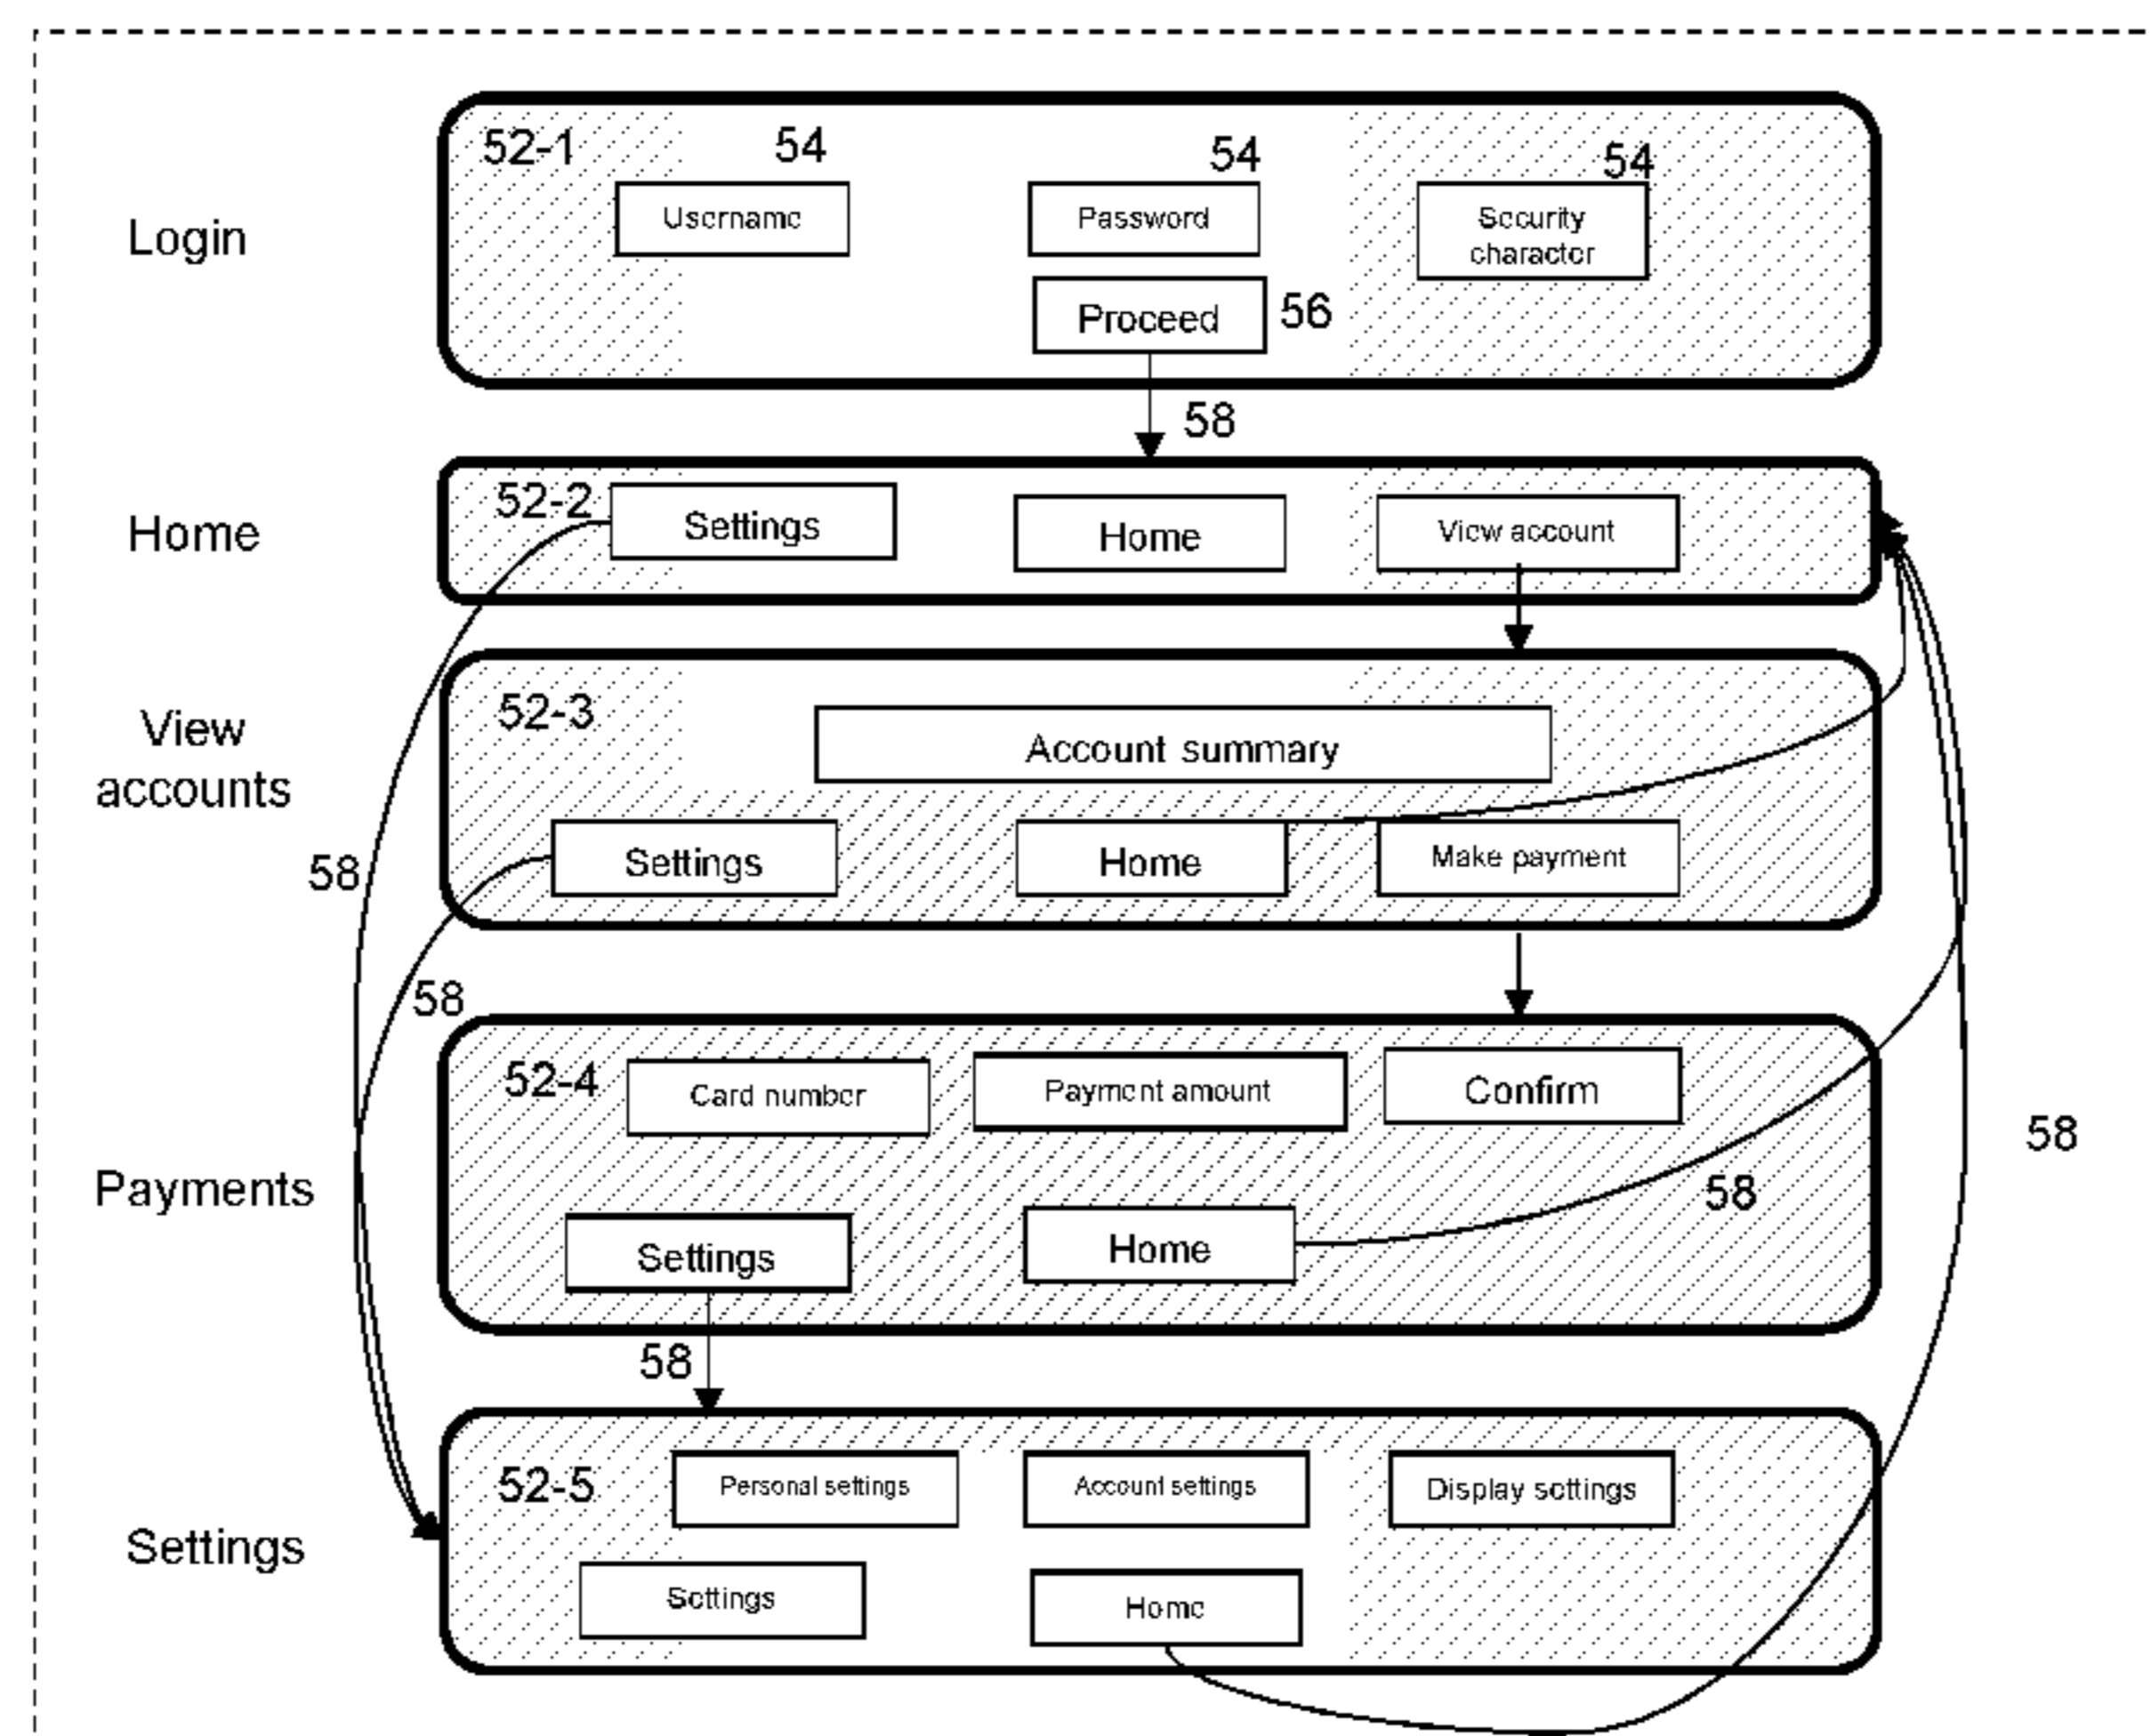 52-1
54
54
54
Login
Username
Password
Security
charactor
Proceed
56
58
52-2
Home
Settings
Home
View account
52-3
View
accounts
Account summary
58
Settings
Home
Make payment
58
52-4
Card number
Payment amount
Confirm
58
Payments
58
Settings
Home
58
52-5
Personal settings
Account settings
Display settings
Settings
Settings
Home